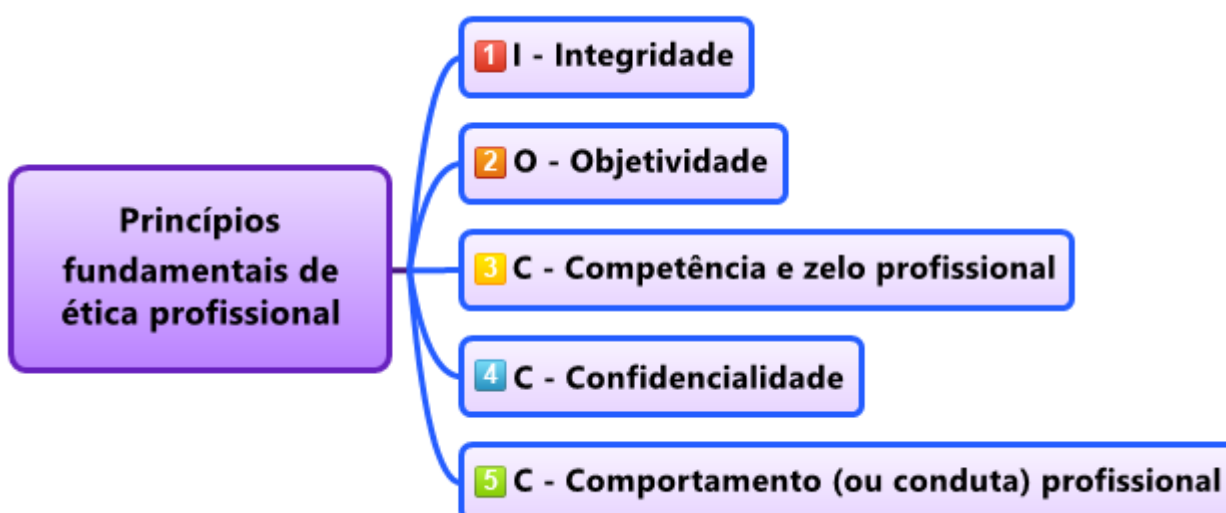 1 I - Integridade
2 O - Objetividade
Princípios
fundamentais de
ética profissional
3 C - Competência e zelo profissional
4 C - Confidencialidade
5 C - Comportamento (ou conduta) profissional